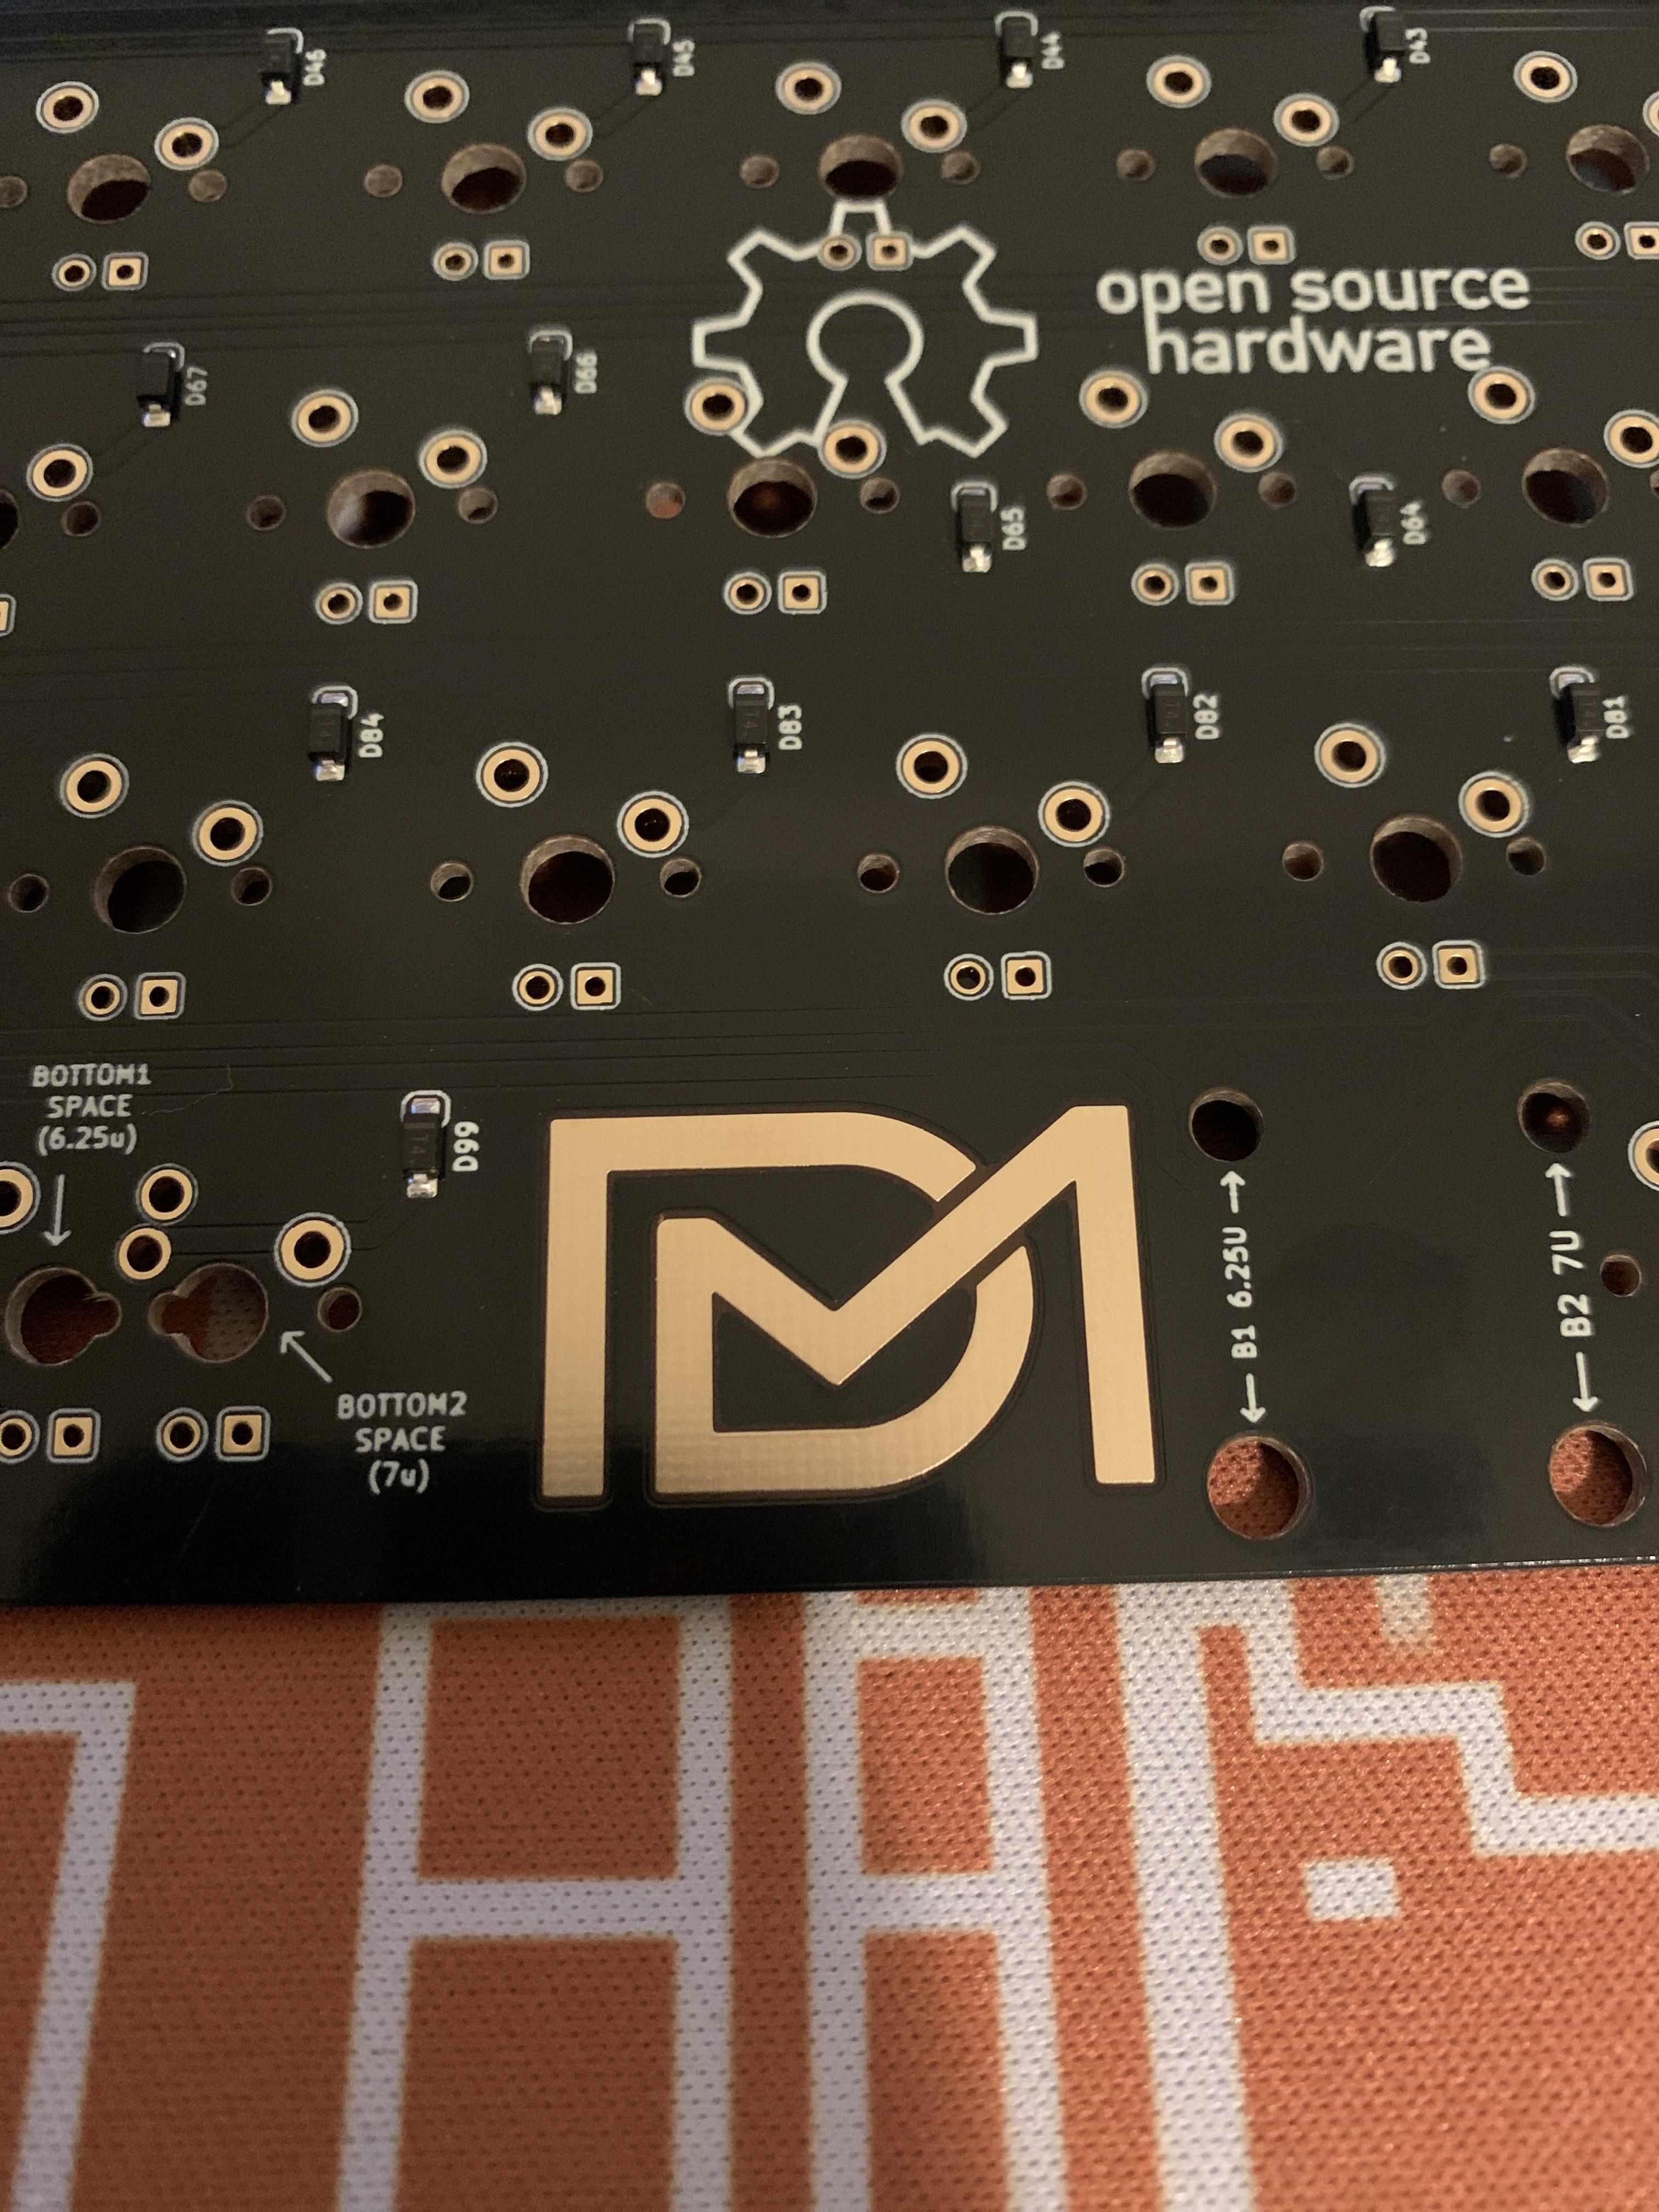 D46
D45
D44
D43
open source
hardware
D67
D66
D65
D64
D84
D83
D82
D81
BOTTOM1
SPACE
(6.25u)
D99
DM
← B1 6.25U →
← B2 7U →
BOTTOM2
SPACE
(7u)